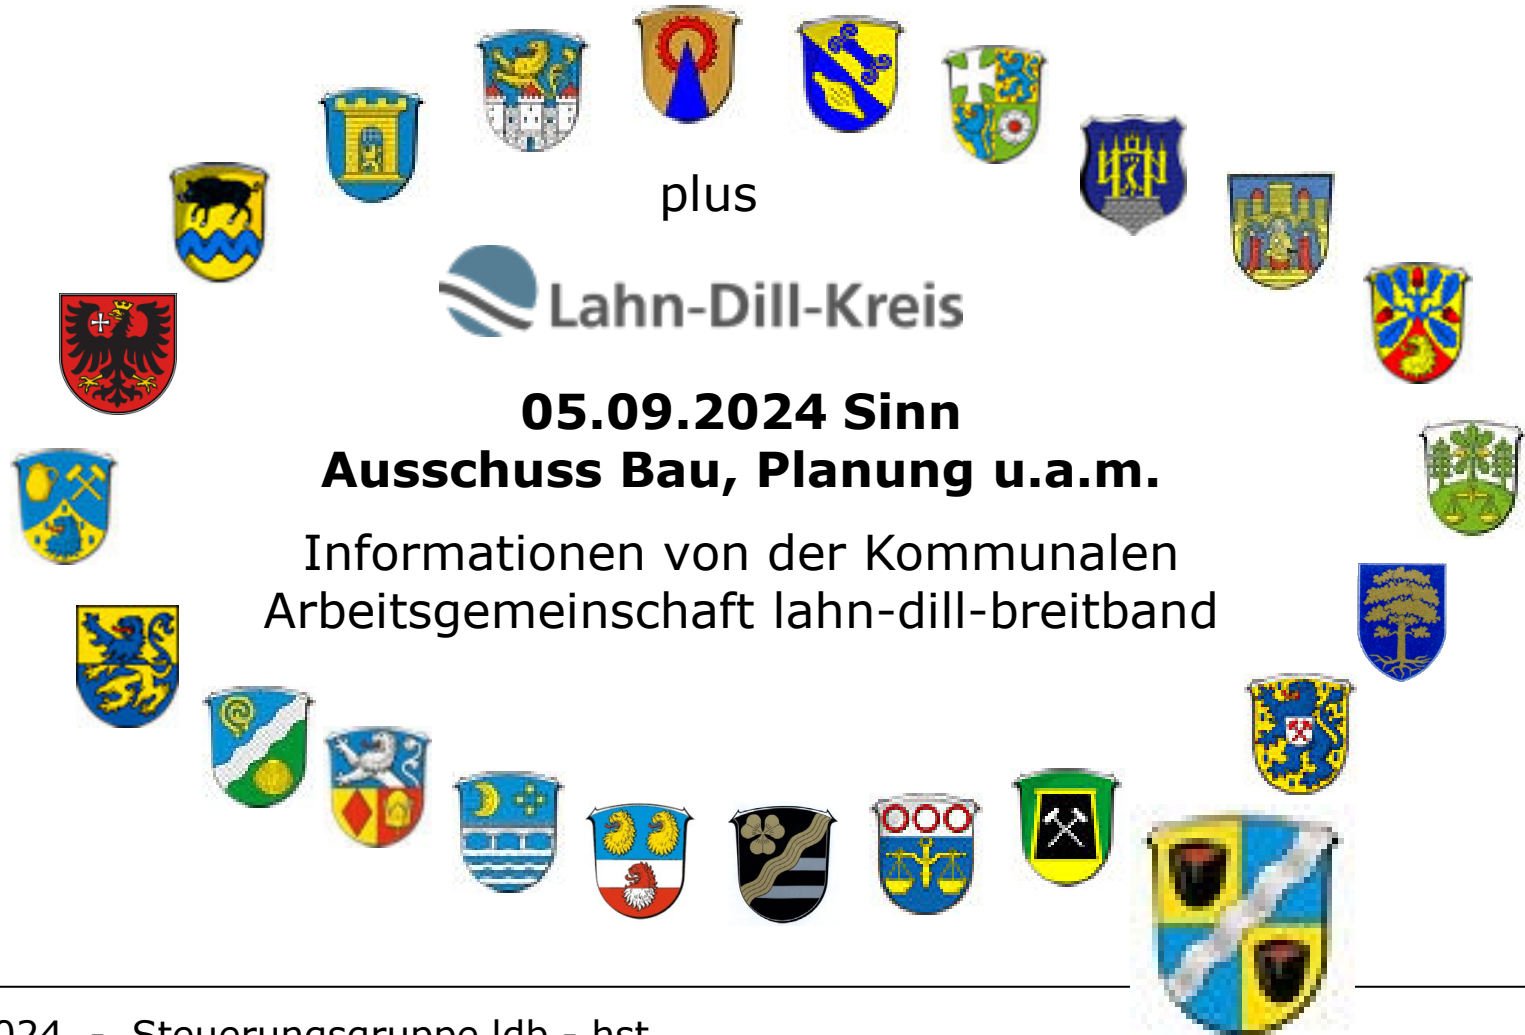 plus
Lahn-Dill-Kreis
05.09.2024 Sinn
Ausschuss Bau, Planung u.a.m.
Informationen von der Kommunalen
Arbeitsgemeinschaft lahn-dill-breitband
024 - Steuerungsgruppe ldb - hst